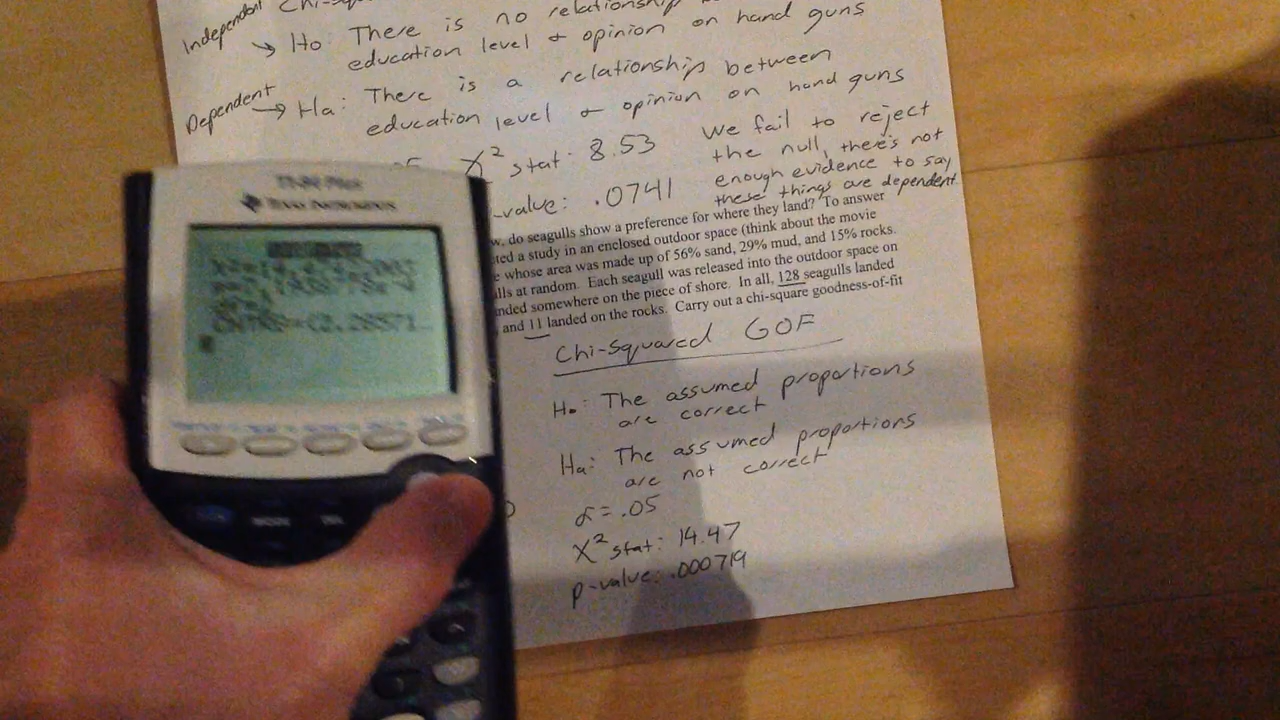 Independent
Ho: There is no relationship
education level + opinion on hand guns
Dependent
Ha: There is a relationship between
education level + opinion on hand guns
X² stat: 8.53
-value: .0741
We fail to reject
the null, there's not
enough evidence to say
these things are dependent
w, do seagulls show a preference for where they land? To answer
ted a study in an enclosed outdoor space (think about the movie
e whose area was made up of 56% sand, 29% mud, and 15% rocks.
lls at random. Each seagull was released into the outdoor space on
nded somewhere on the piece of shore. In all, 128 seagulls landed
and 11 landed on the rocks. Carry out a chi-square goodness-of-fit
Chi-Squared GOF
Ho: The assumed proportions
are correct
Ha: The assumed proportions
are not correct
α = .05
X² stat: 14.47
p-value: .000719
TI-84 Plus
TEXAS INSTRUMENTS